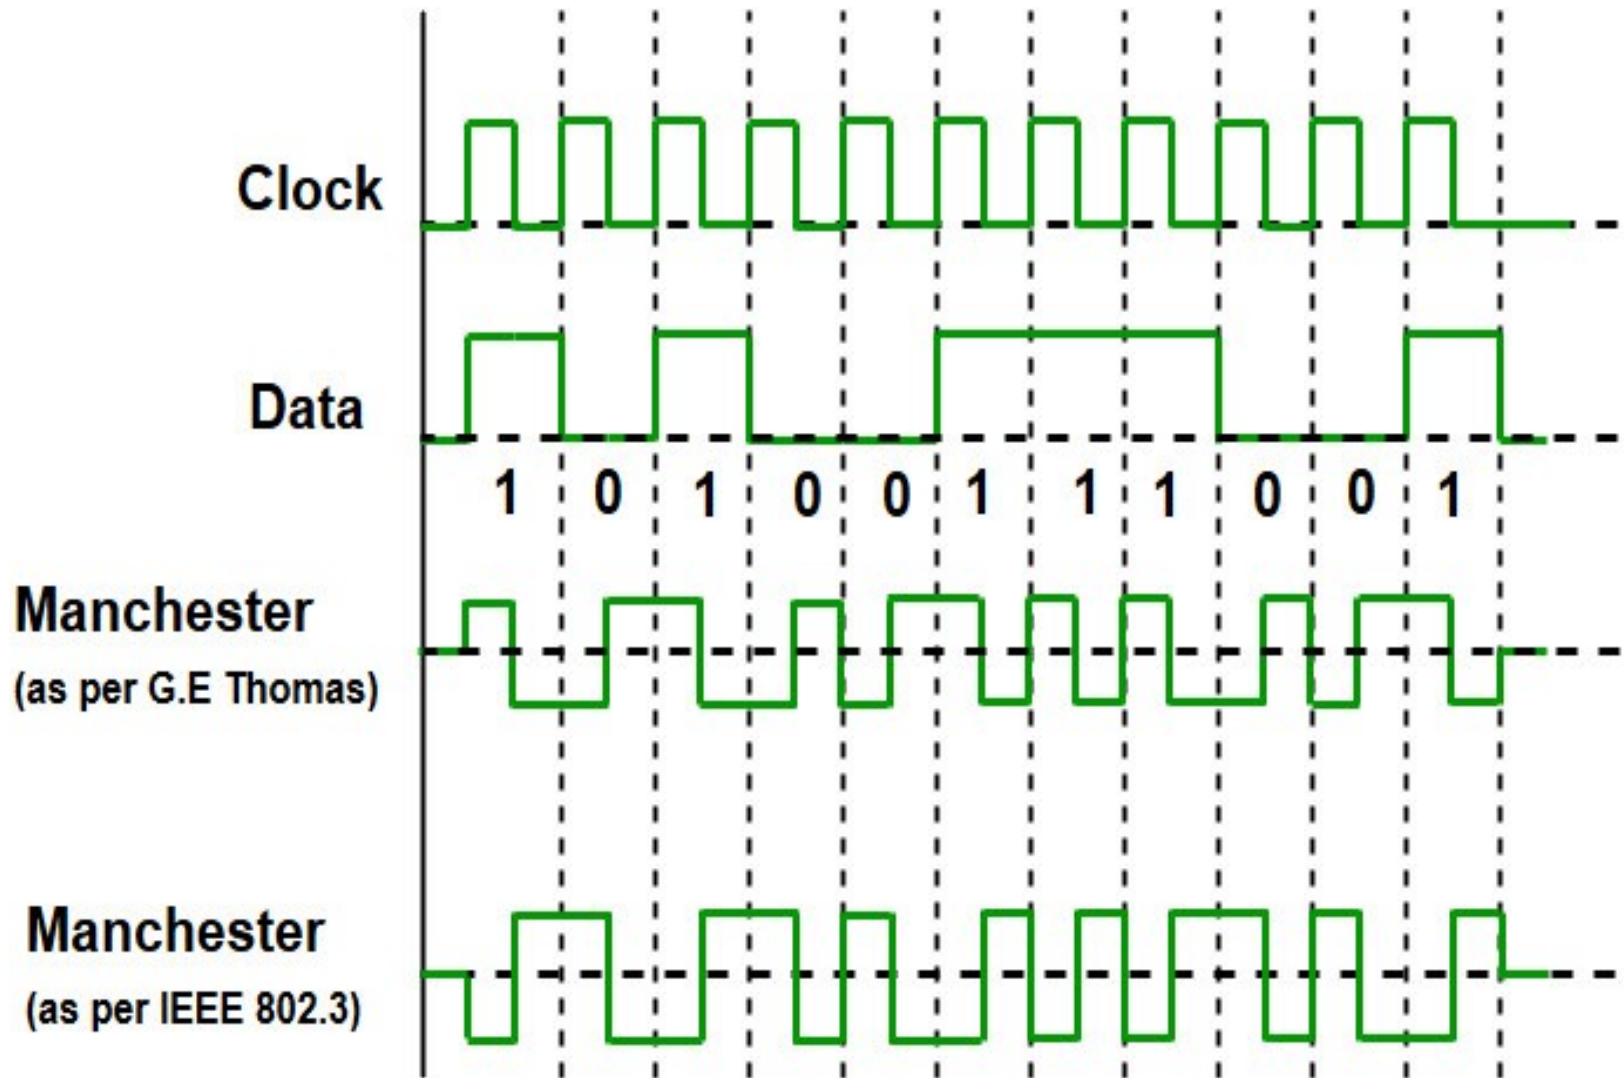 Clock
Data
1 0 1 0 0 1 1 1 0 0 1
Manchester
(as per G.E Thomas)
Manchester
(as per IEEE 802.3)